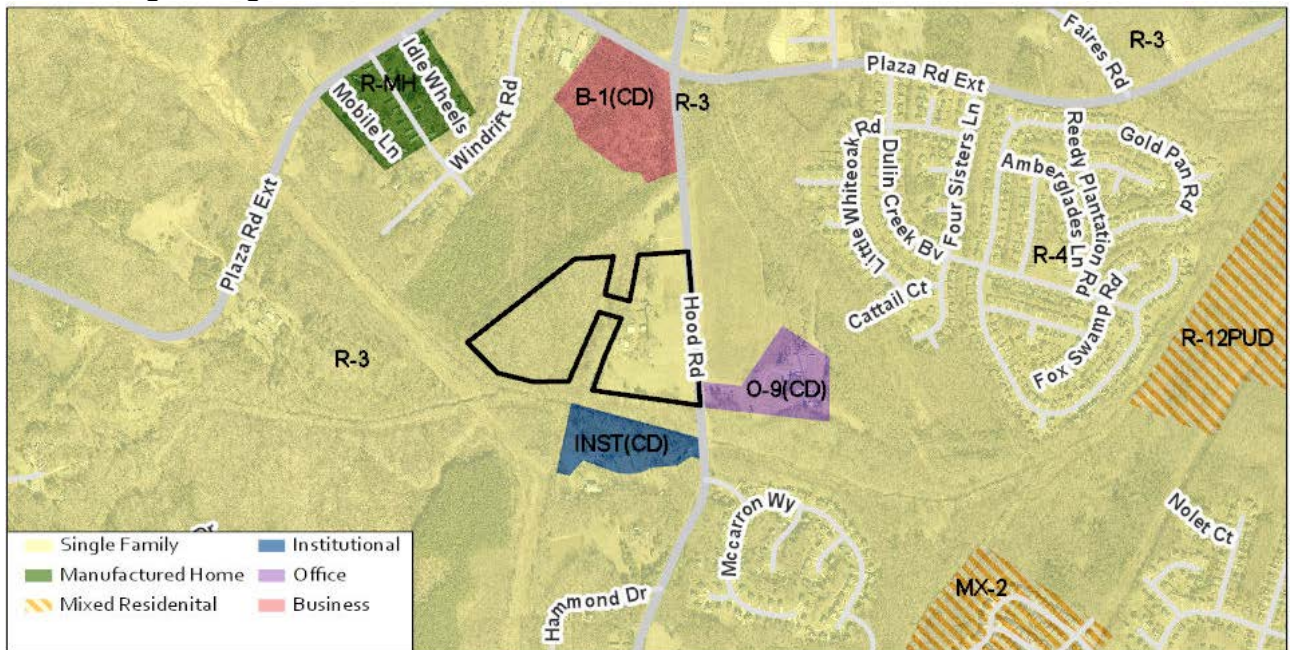 Faires Rd
R-3
Idle Wheels
R-MH
Mobile Ln
Windrift Rd
B-1(CD)
R-3
Plaza Rd Ext
Plaza Rd Ext
Little Whiteoak Rd
Dulin Creek Bv
Four Sisters Ln
Reedy Plantation Rd
Gold Pan Rd
Amberglades Ln
R-4
Cattail Ct
Fox Swamp Rd
R-12PUD
Hood Rd
R-3
O-9(CD)
INST(CD)
Mccarron Wy
Nolet Ct
MX-2
Hammond Dr
Single Family
Institutional
Manufactured Home
Office
Mixed Residenital
Business